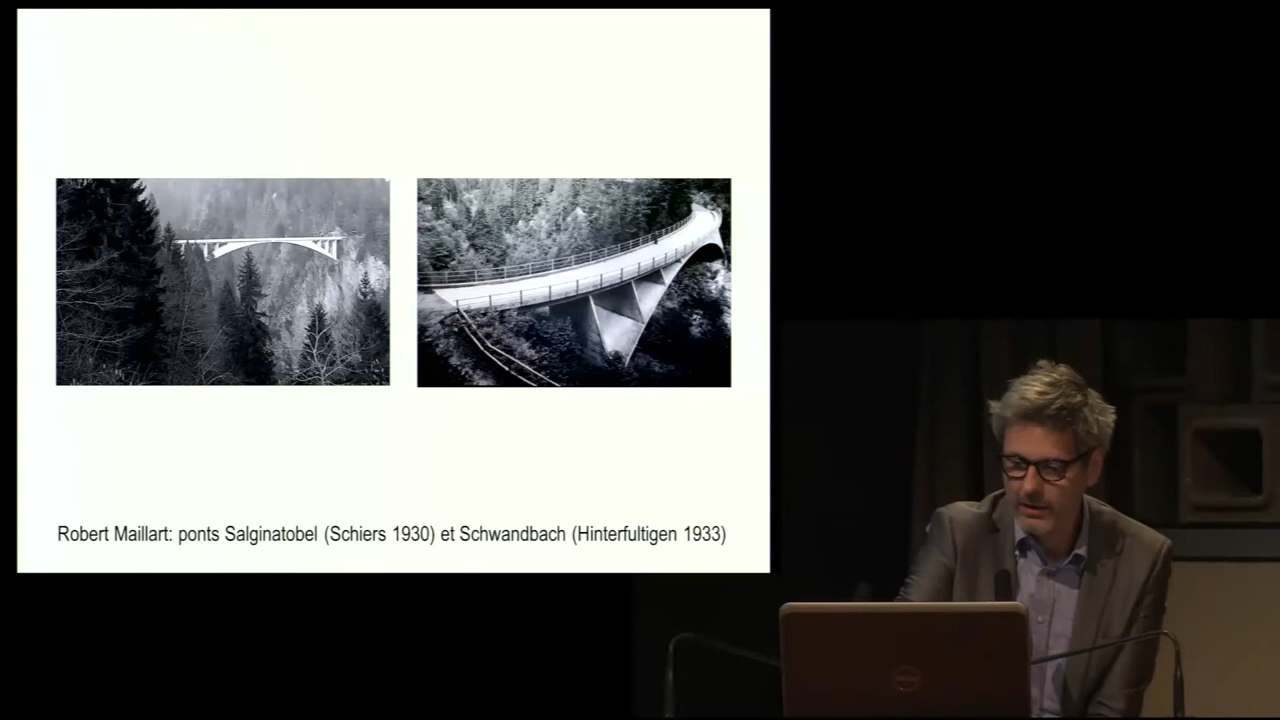 Robert Maillart: ponts Salginatobel (Schiers 1930) et Schwandbach (Hinterfultigen 1933)